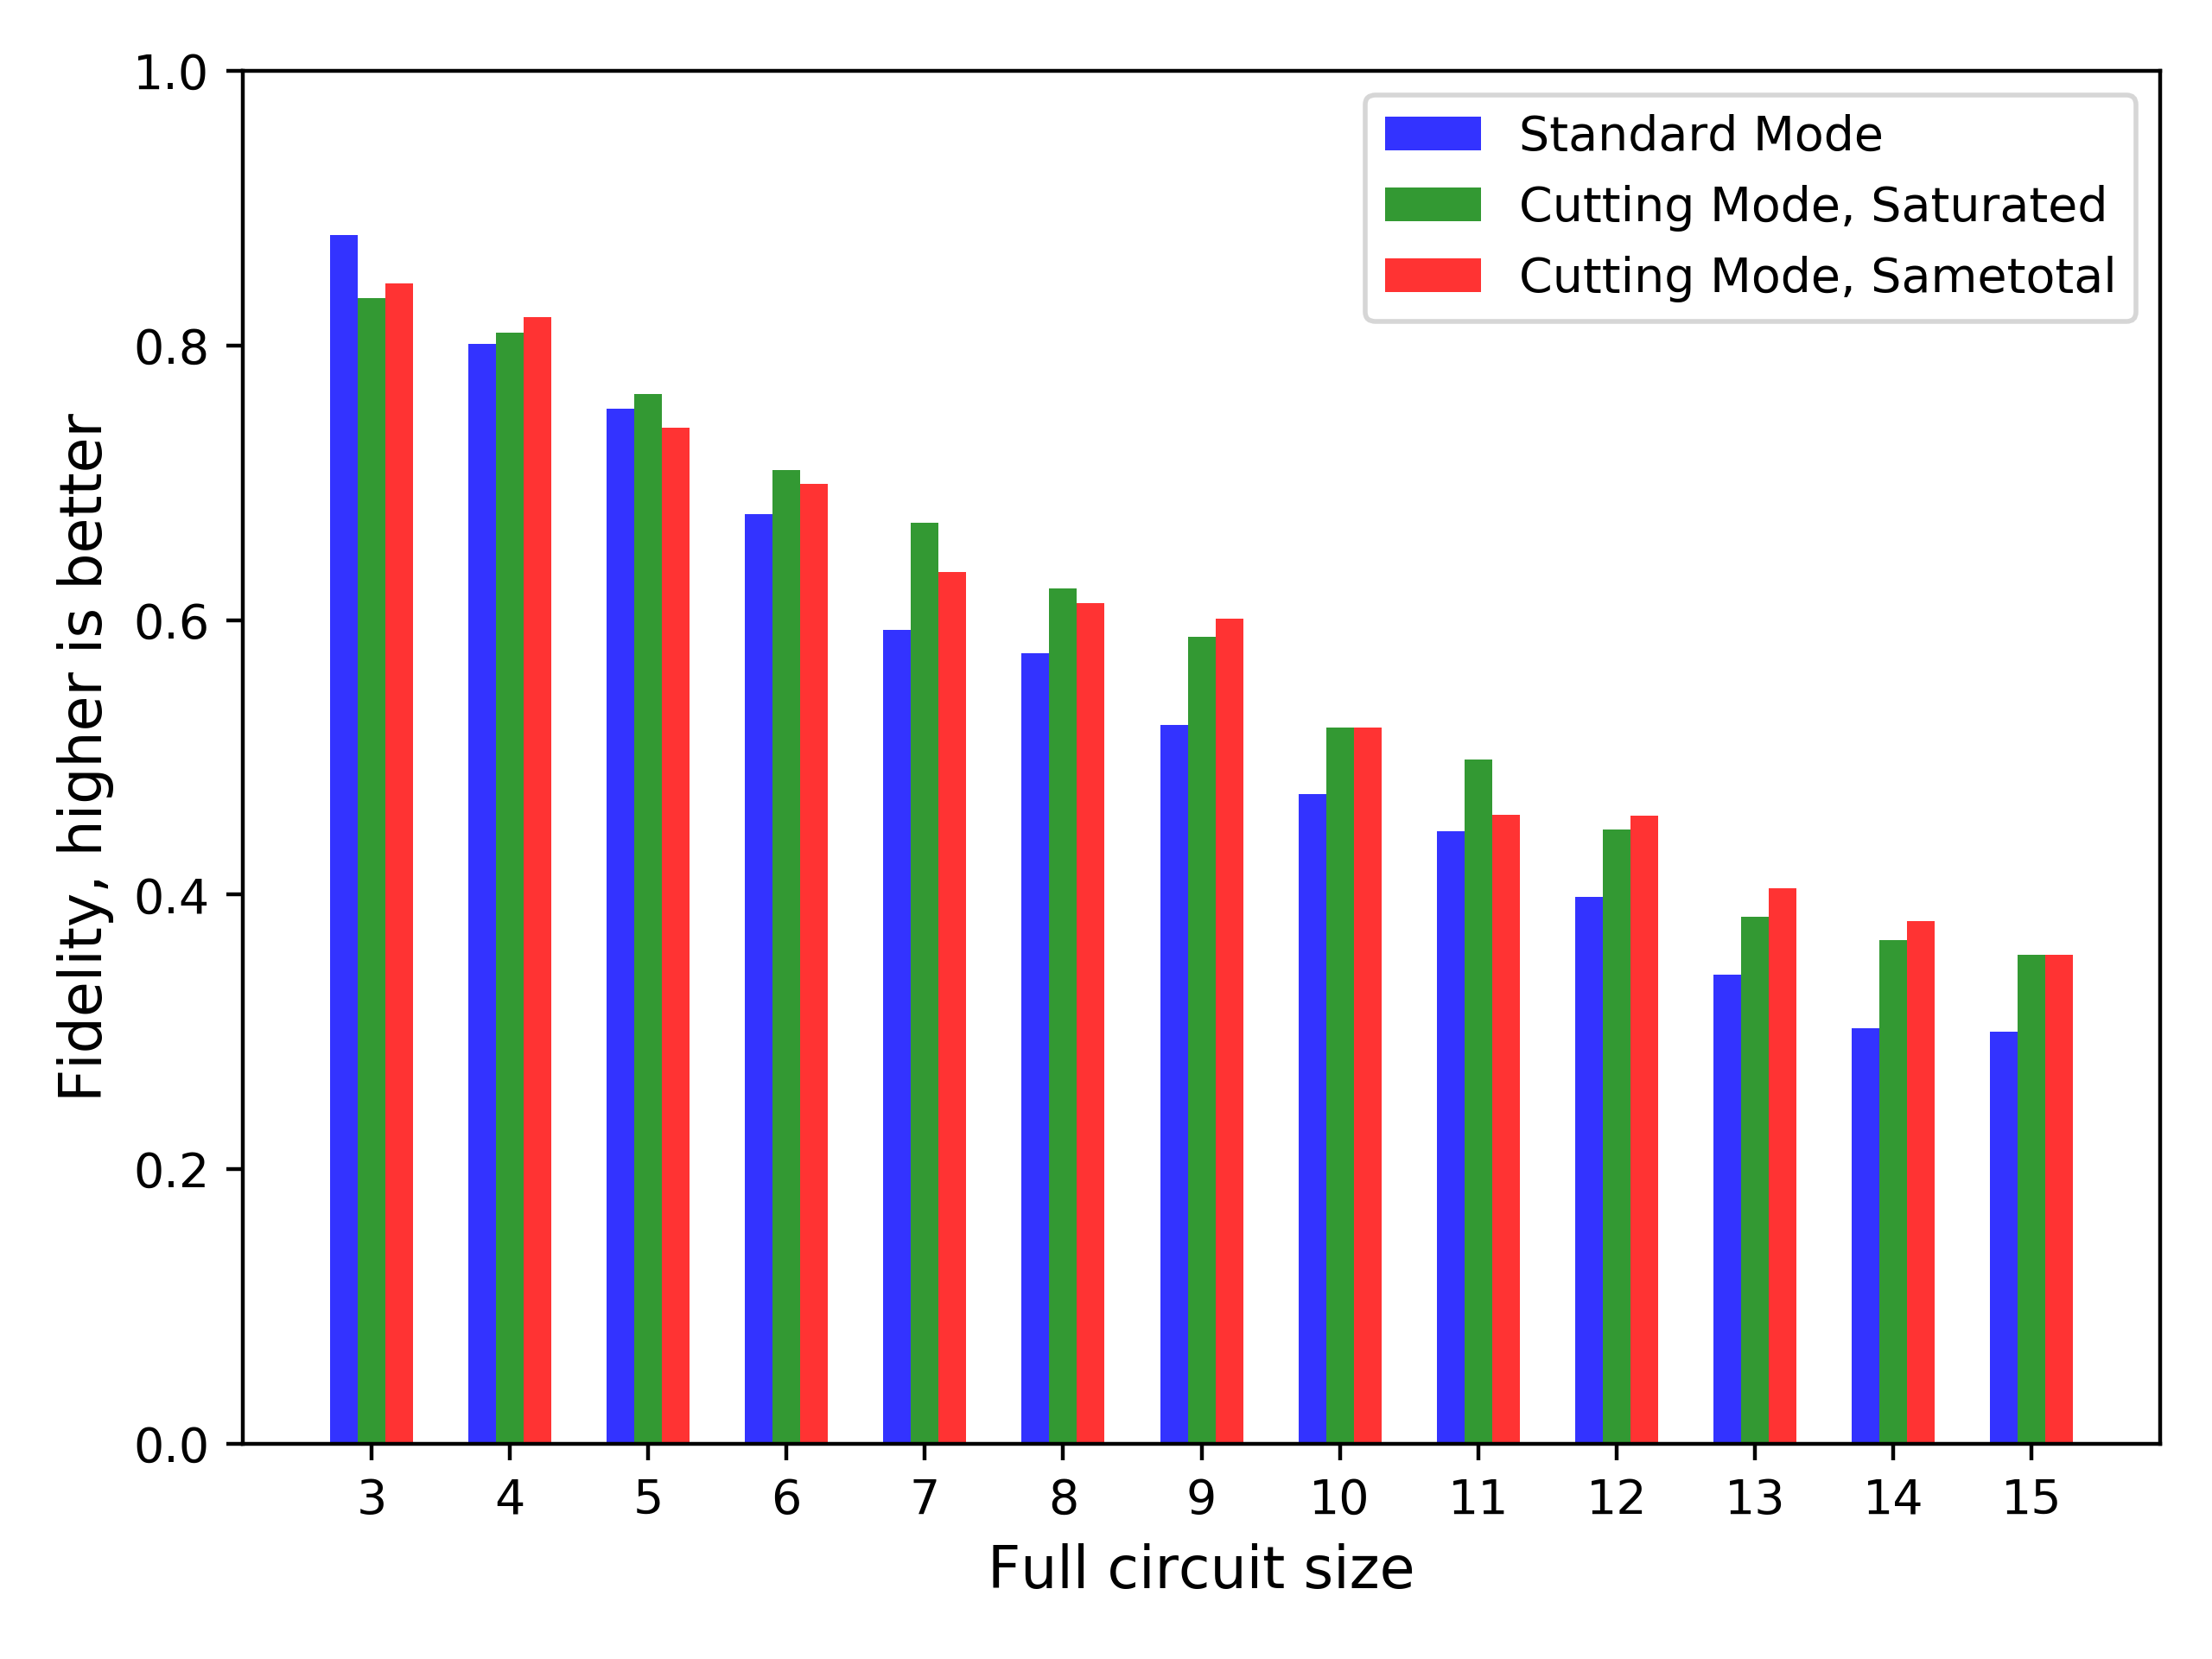 Fidelity, higher is better
1.0
0.8
0.6
0.4
0.2
0.0
Standard Mode
Cutting Mode, Saturated
Cutting Mode, Sametotal
3 4 5 6 7 8 9 10 11 12 13 14 15
Full circuit size